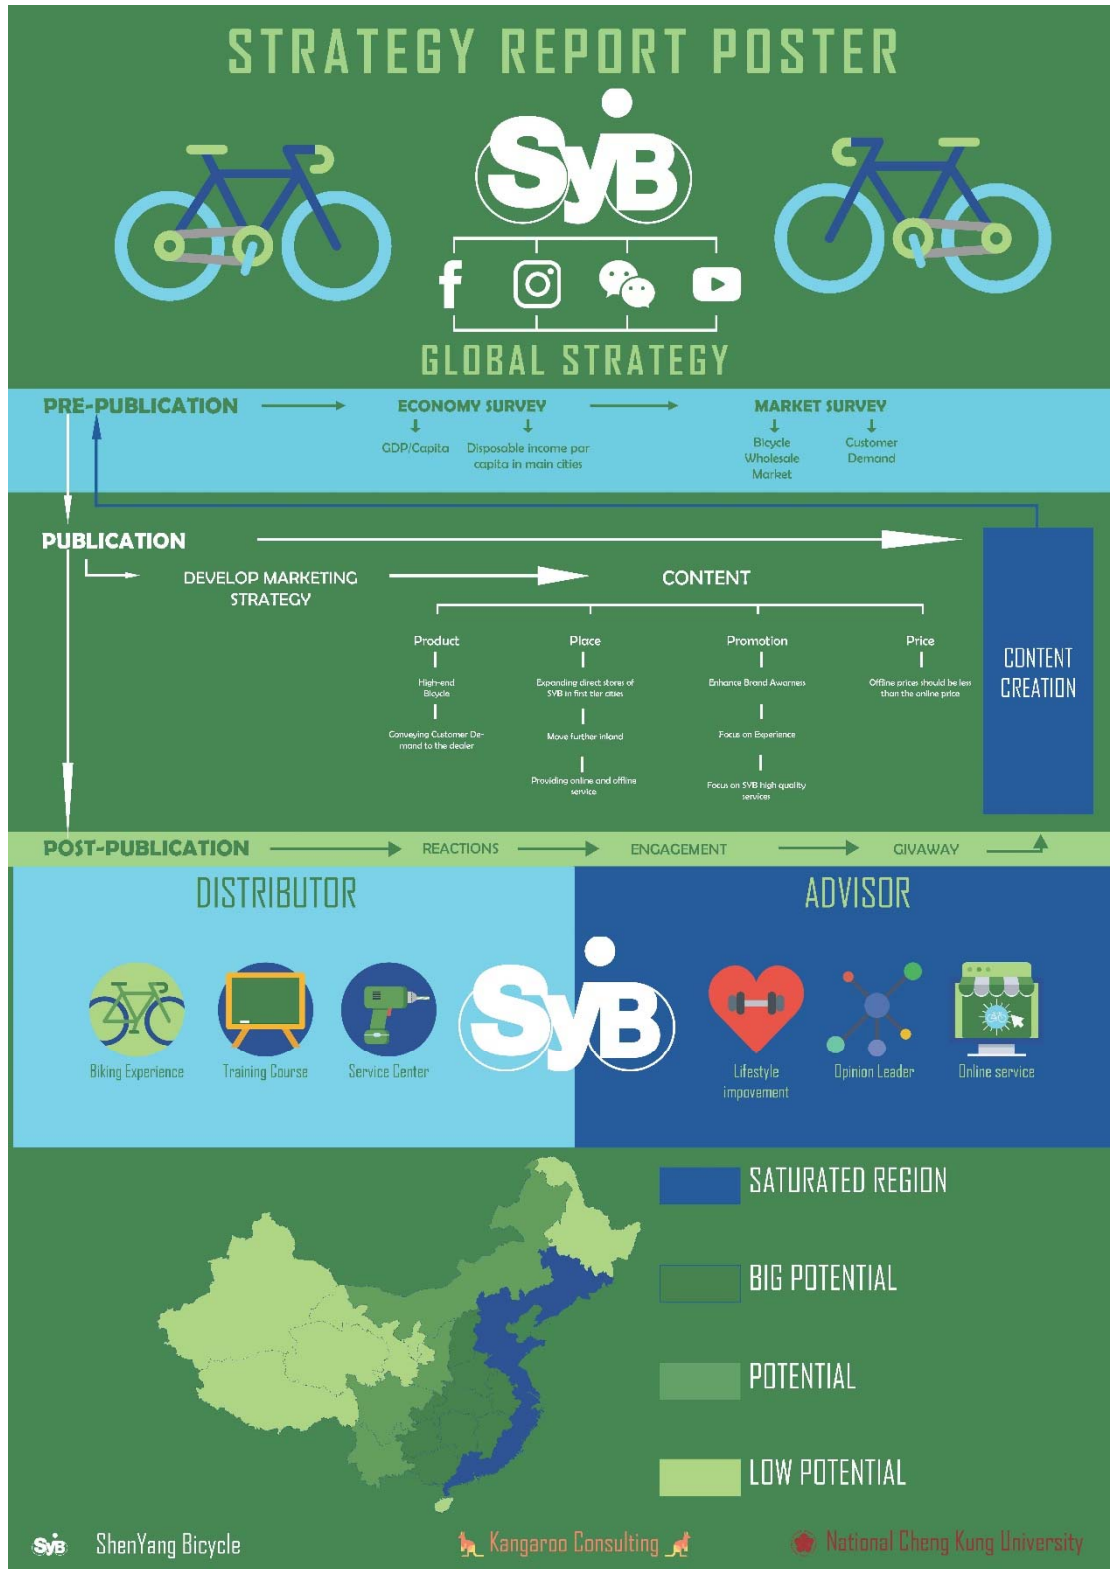 STRATEGY REPORT POSTER
SyB
GLOBAL STRATEGY
PRE-PUBLICATION
ECONOMY SURVEY
MARKET SURVEY
GDP/Capita
Disposable income par
capita in main cities
Bicycle
Wholesale
Market
Customer
Demand
PUBLICATION
DEVELOP MARKETING
STRATEGY
CONTENT
Product
High-end
Bicycle
Conveying Customer De-
mand to the dealer
Place
Expanding direct stores of
SYB in first tier cities
Move further inland
Providing online and offline
service
Promotion
Enhance Brand Awarness
Focus on Experience
Focus on SYB high quality
services
Price
Offline prices should be less
than the online price
CONTENT
CREATION
POST-PUBLICATION
REACTIONS
ENGAGEMENT
GIVAWAY
DISTRIBUTOR
ADVISOR
SyB
Biking Experience
Training Course
Service Center
Lifestyle
impovement
Opinion Leader
Online service
SATURATED REGION
BIG POTENTIAL
POTENTIAL
LOW POTENTIAL
SyB ShenYang Bicycle
Kangaroo Consulting
National Cheng Kung University